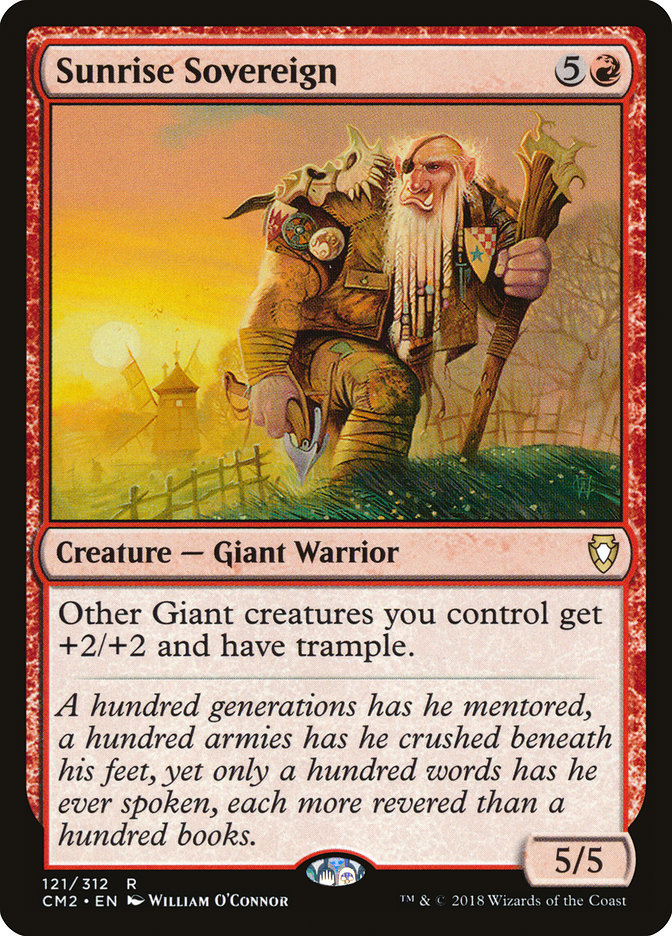 Sunrise Sovereign 5
Creature — Giant Warrior
Other Giant creatures you control get
+2/+2 and have trample.
A hundred generations has he mentored,
a hundred armies has he crushed beneath
his feet, yet only a hundred words has he
ever spoken, each more revered than a
hundred books.
5/5
121/312 R
CM2 • EN WILLIAM O'CONNOR
™ & © 2018 Wizards of the Coast